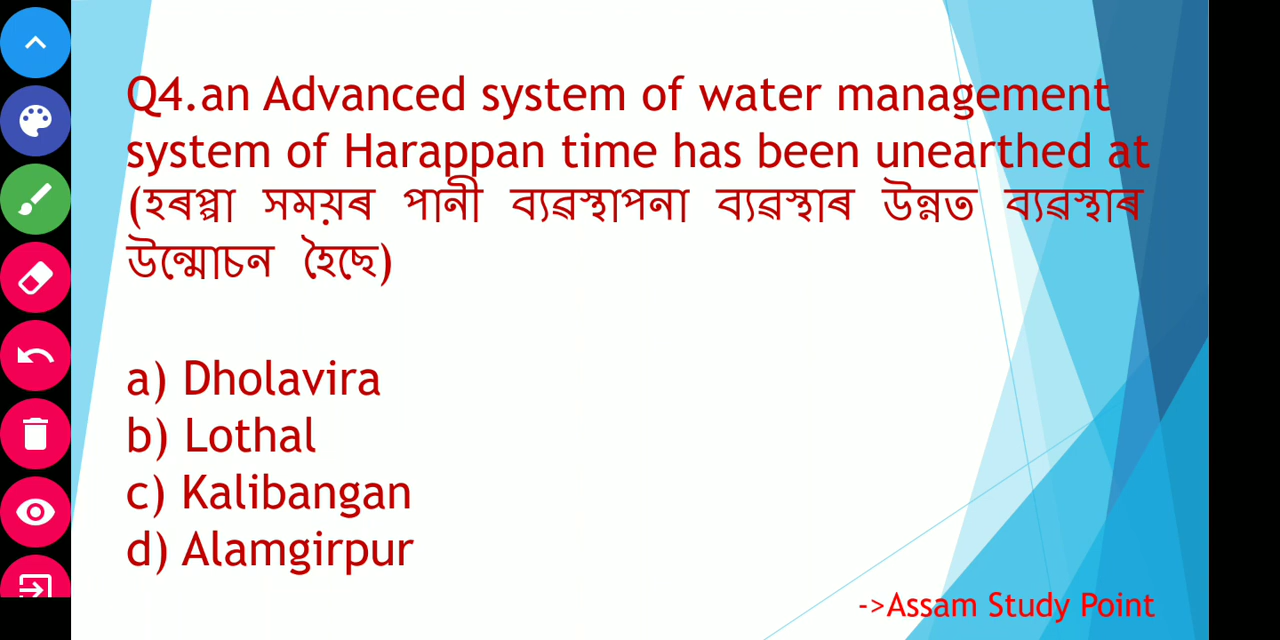 Q4.an Advanced system of water management
system of Harappan time has been unearthed at
(হৰপ্পা সময়ৰ পানী ব্যৱস্থাপনা ব্যৱস্থাৰ উন্নত ব্যৱস্থাৰ
উন্মোচন হৈছে)
a) Dholavira
b) Lothal
c) Kalibangan
d) Alamgirpur
->Assam Study Point